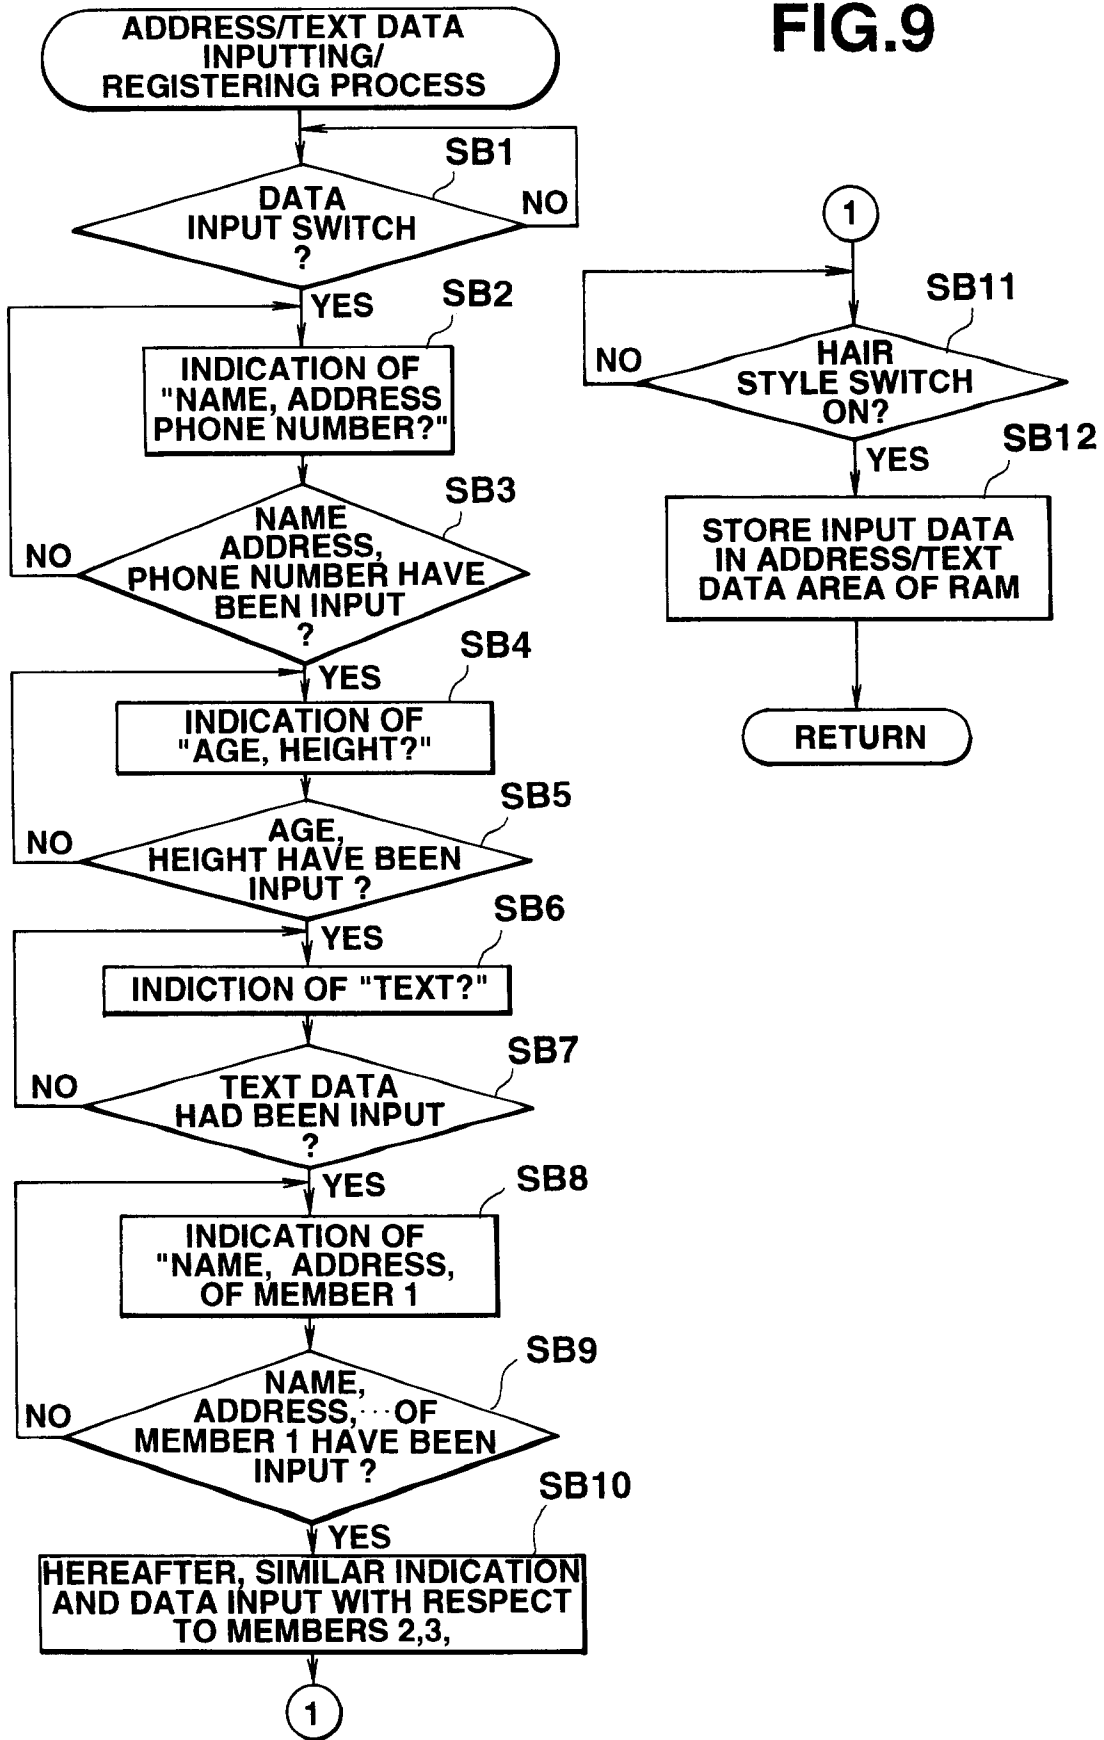 FIG.9
ADDRESS/TEXT DATA
INPUTTING/
REGISTERING PROCESS
SB1
DATA
INPUT SWITCH
?
NO
YES
SB2
INDICATION OF
"NAME, ADDRESS
PHONE NUMBER?"
SB3
NAME
ADDRESS,
PHONE NUMBER HAVE
BEEN INPUT
?
NO
YES
SB4
INDICATION OF
"AGE, HEIGHT?"
SB5
AGE,
HEIGHT HAVE BEEN
INPUT ?
NO
YES
SB6
INDICTION OF "TEXT?"
SB7
TEXT DATA
HAD BEEN INPUT
?
NO
YES
SB8
INDICATION OF
"NAME, ADDRESS,
OF MEMBER 1
SB9
NAME,
ADDRESS,···OF
MEMBER 1 HAVE BEEN
INPUT ?
NO
YES
SB10
HEREAFTER, SIMILAR INDICATION
AND DATA INPUT WITH RESPECT
TO MEMBERS 2,3,
1
1
SB11
HAIR
STYLE SWITCH
ON?
NO
YES
SB12
STORE INPUT DATA
IN ADDRESS/TEXT
DATA AREA OF RAM
RETURN